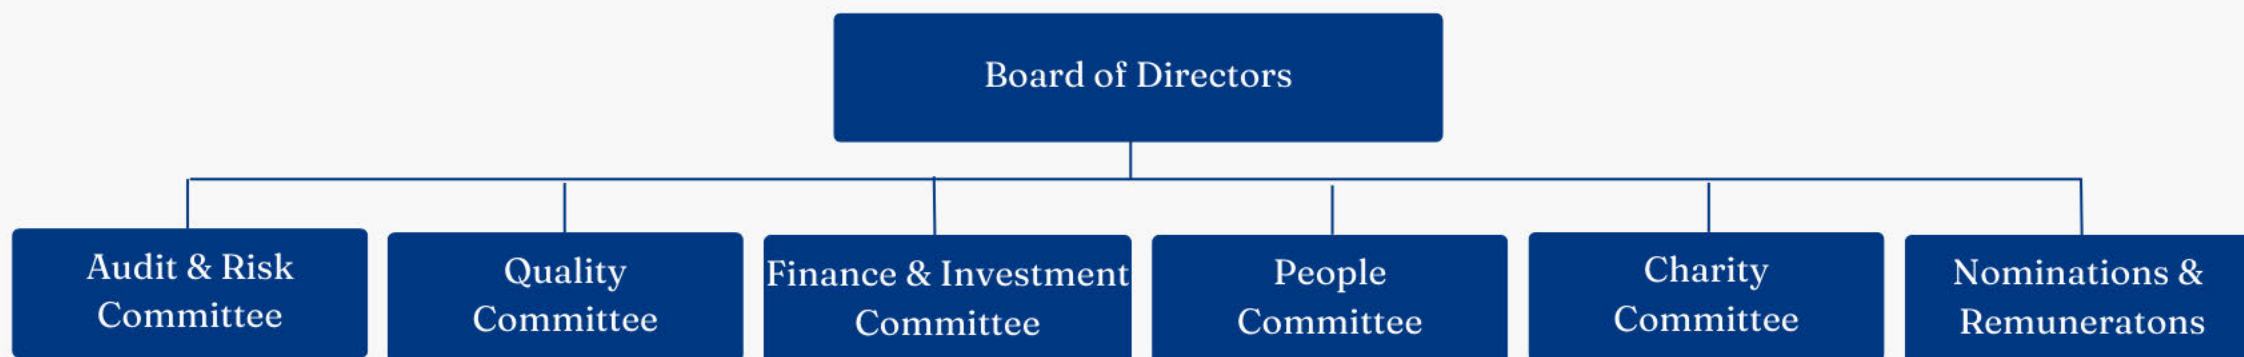 Board of Directors
Audit & Risk
Committee
Quality
Committee
Finance & Investment
Committee
People
Committee
Charity
Committee
Nominations &
Remuneratons